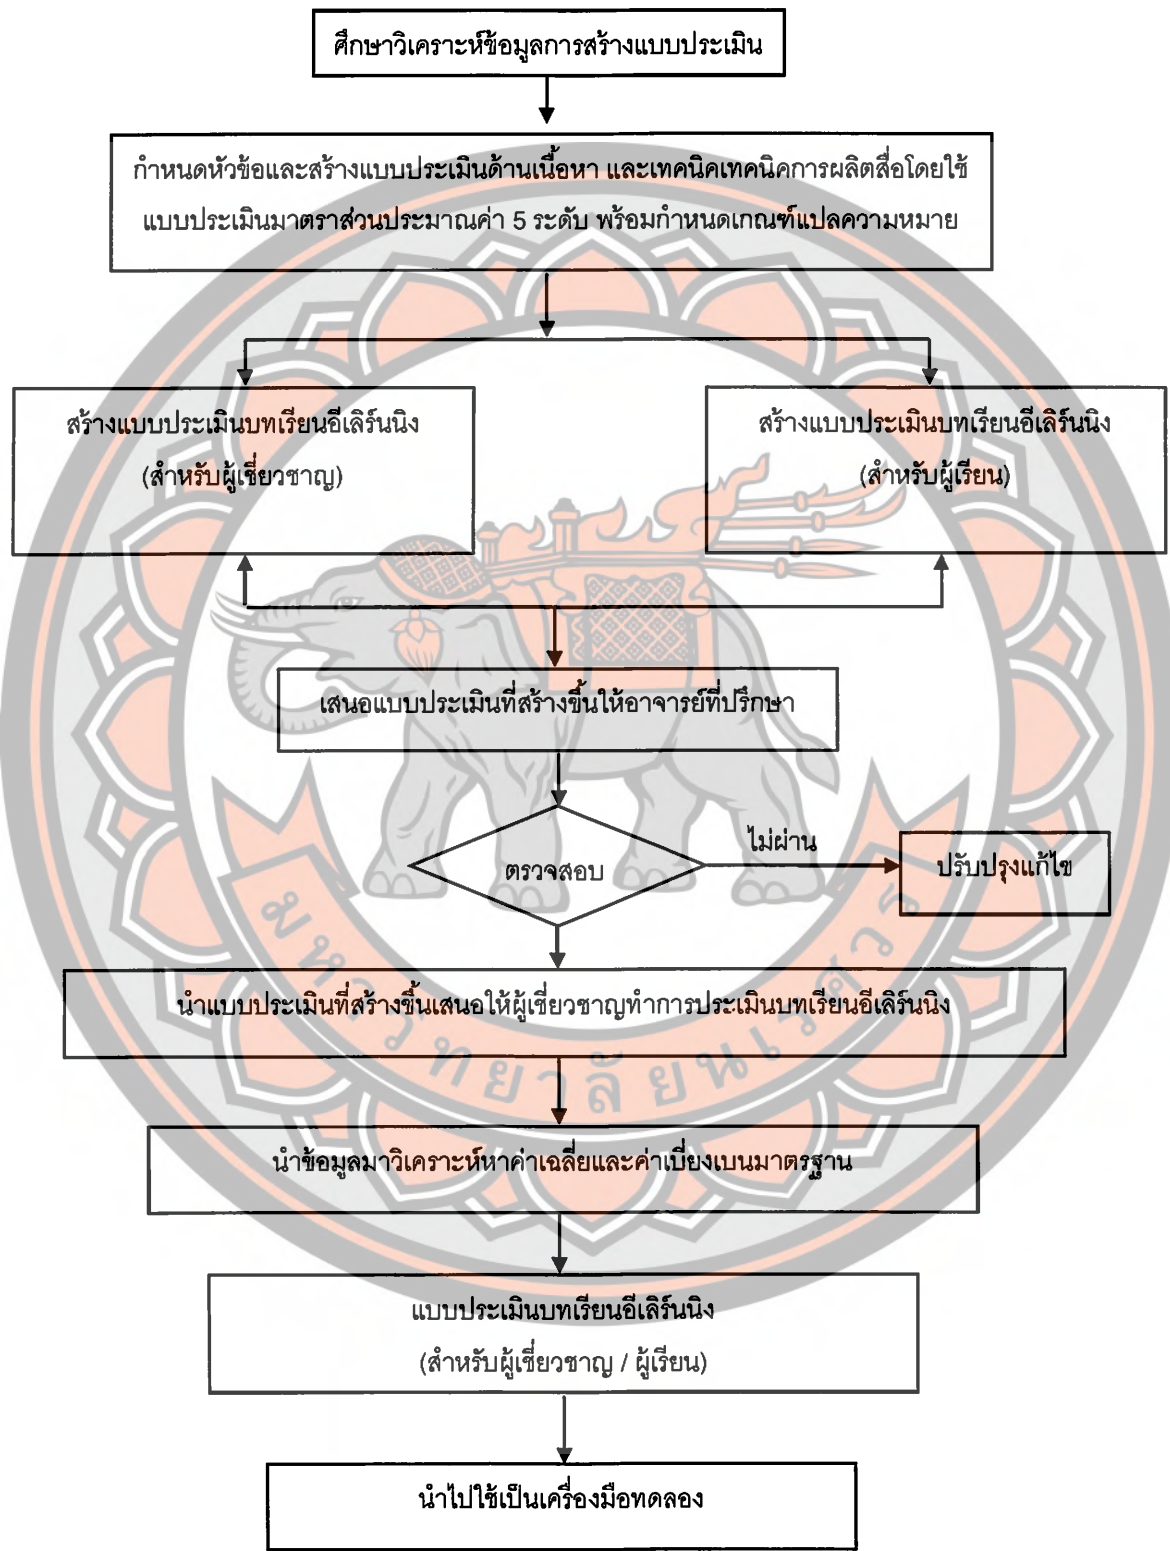 ศึกษาวิเคราะห์ข้อมูลการสร้างแบบประเมิน
กำหนดหัวข้อและสร้างแบบประเมินด้านเนื้อหา และเทคนิคเทคนิคการผลิตสื่อโดยใช้
แบบประเมินมาตราส่วนประมาณค่า 5 ระดับ พร้อมกำหนดเกณฑ์แปลความหมาย
สร้างแบบประเมินบทเรียนอีเลิร์นนิง
(สำหรับผู้เชี่ยวชาญ)
สร้างแบบประเมินบทเรียนอีเลิร์นนิง
(สำหรับผู้เรียน)
เสนอแบบประเมินที่สร้างขึ้นให้อาจารย์ที่ปรึกษา
ตรวจสอบ
ไม่ผ่าน
ปรับปรุงแก้ไข
นำแบบประเมินที่สร้างขึ้นเสนอให้ผู้เชี่ยวชาญทำการประเมินบทเรียนอีเลิร์นนิง
มหาวิทยาลัยนเรศวร
นำข้อมูลมาวิเคราะห์หาค่าเฉลี่ยและค่าเบี่ยงเบนมาตรฐาน
แบบประเมินบทเรียนอีเลิร์นนิง
(สำหรับผู้เชี่ยวชาญ / ผู้เรียน)
นำไปใช้เป็นเครื่องมือทดลอง